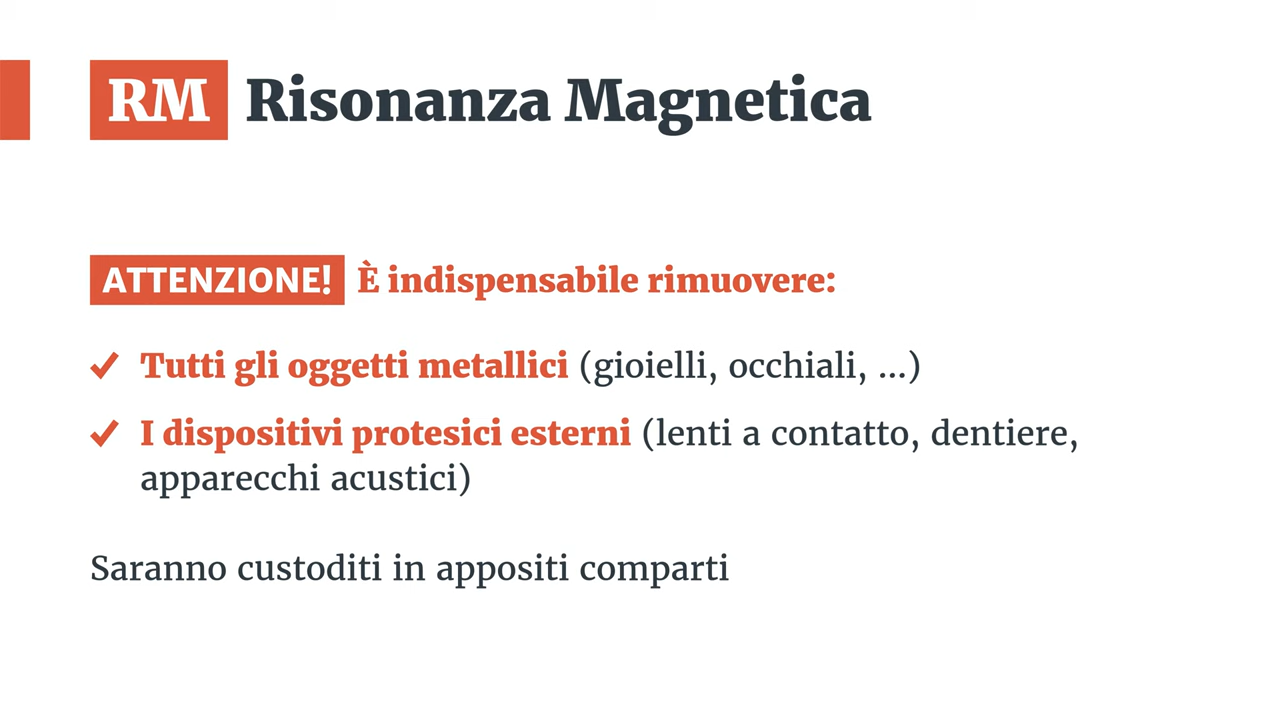 RM Risonanza Magnetica
ATTENZIONE! È indispensabile rimuovere:
Tutti gli oggetti metallici (gioielli, occhiali, ...)
I dispositivi protesici esterni (lenti a contatto, dentiere,
apparecchi acustici)
Saranno custoditi in appositi comparti